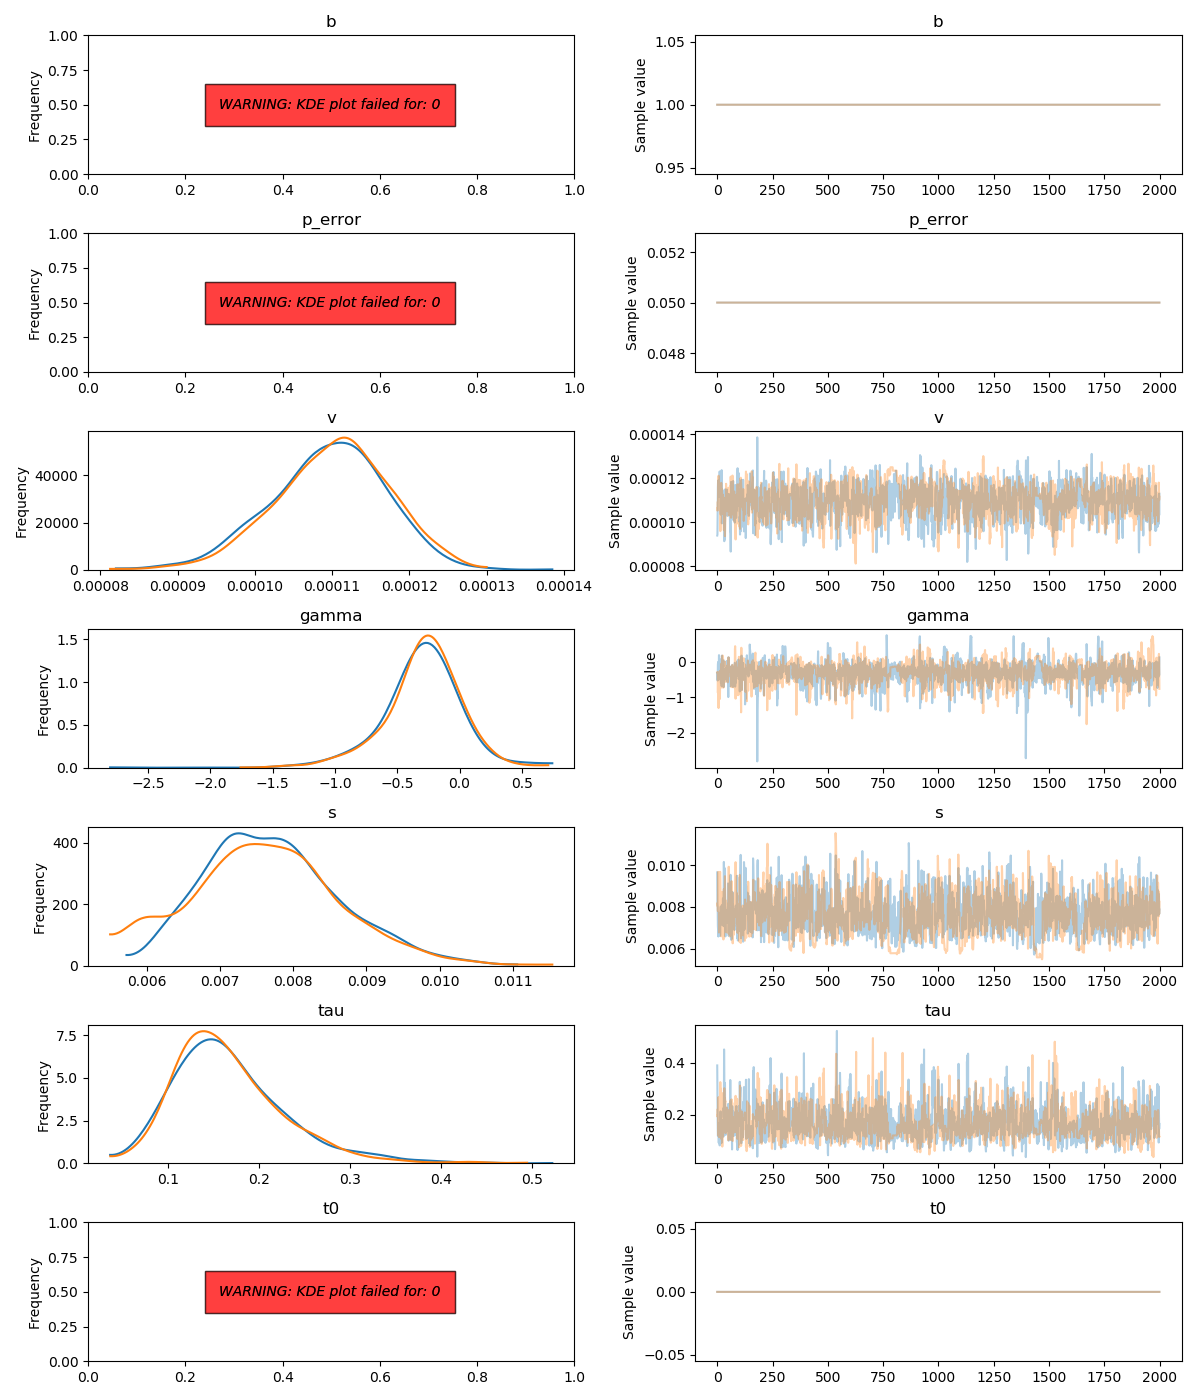 b
1.00
0.75
0.50
0.25
0.00
Frequency
WARNING: KDE plot failed for: 0
0.0 0.2 0.4 0.6 0.8 1.0
b
1.05
1.00
0.95
Sample value
0 250 500 750 1000 1250 1500 1750 2000
p_error
1.00
0.75
0.50
0.25
0.00
Frequency
WARNING: KDE plot failed for: 0
0.0 0.2 0.4 0.6 0.8 1.0
p_error
0.052
0.050
0.048
Sample value
0 250 500 750 1000 1250 1500 1750 2000
v
40000
20000
0
Frequency
0.00008 0.00009 0.00010 0.00011 0.00012 0.00013 0.00014
v
0.00014
0.00012
0.00010
0.00008
Sample value
0 250 500 750 1000 1250 1500 1750 2000
gamma
1.5
1.0
0.5
0.0
Frequency
−2.5 −2.0 −1.5 −1.0 −0.5 0.0 0.5
gamma
0
−1
−2
Sample value
0 250 500 750 1000 1250 1500 1750 2000
s
400
200
0
Frequency
0.006 0.007 0.008 0.009 0.010 0.011
s
0.010
0.008
0.006
Sample value
0 250 500 750 1000 1250 1500 1750 2000
tau
7.5
5.0
2.5
0.0
Frequency
0.1 0.2 0.3 0.4 0.5
tau
0.4
0.2
Sample value
0 250 500 750 1000 1250 1500 1750 2000
t0
1.00
0.75
0.50
0.25
0.00
Frequency
WARNING: KDE plot failed for: 0
0.0 0.2 0.4 0.6 0.8 1.0
t0
0.05
0.00
−0.05
Sample value
0 250 500 750 1000 1250 1500 1750 2000